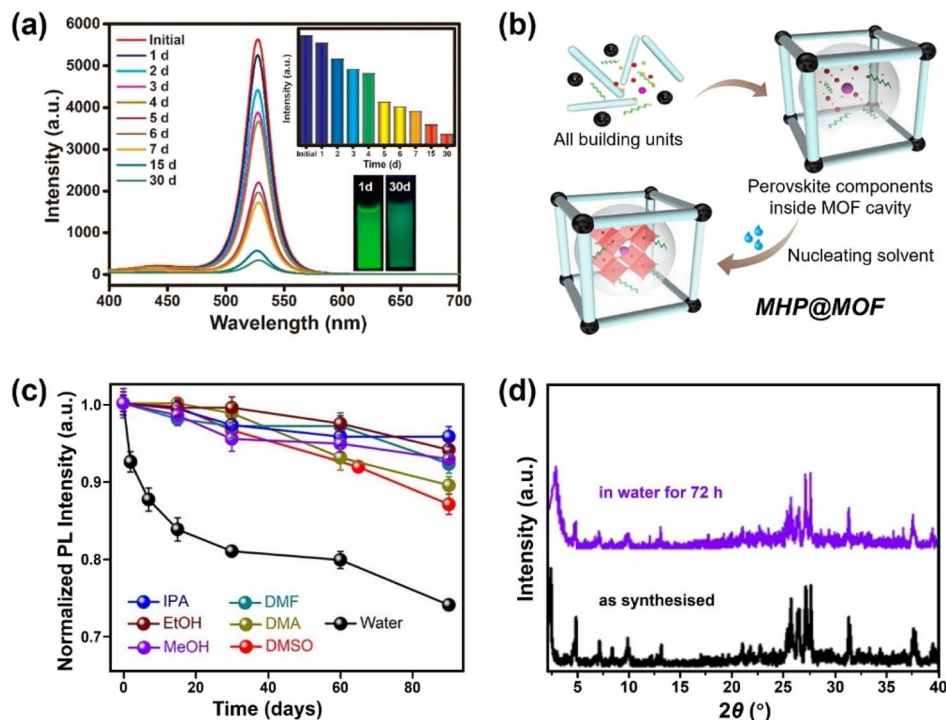 (a)
6000
5000
4000
3000
2000
1000
0
Intensity (a.u.)
Initial
1 d
2 d
3 d
4 d
5 d
6 d
7 d
15 d
30 d
Intensity (a.u.)
Initial 1 2 3 4 5 6 7 15 30
Time (d)
1d 30d
400 450 500 550 600 650 700
Wavelength (nm)
(b)
All building units
Perovskite components
inside MOF cavity
Nucleating solvent
MHP@MOF
(c)
1.0
0.9
0.8
0.7
Normalized PL Intensity (a.u.)
IPA DMF
EtOH DMA Water
MeOH DMSO
0 30 60 90
Time (days)
(d)
Intensity (a.u.)
in water for 72 h
as synthesised
5 10 15 20 25 30 35 40
2θ (°)